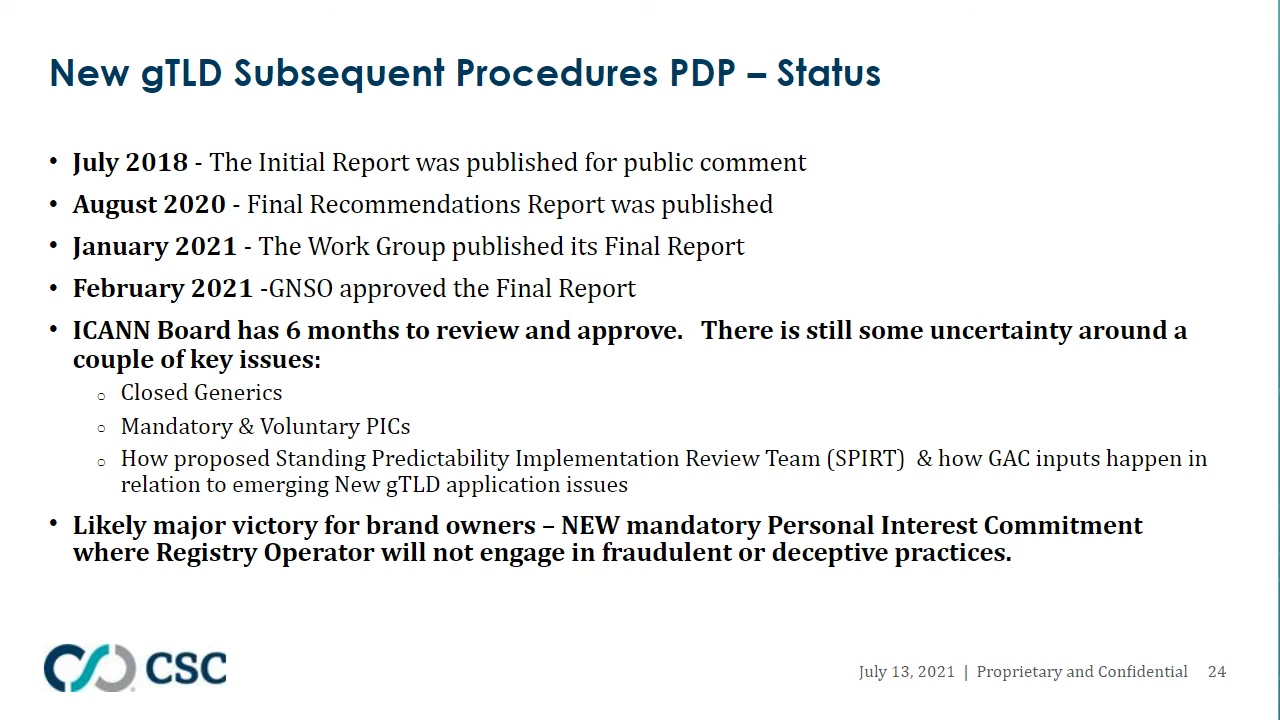 New gTLD Subsequent Procedures PDP – Status
• July 2018 - The Initial Report was published for public comment
• August 2020 - Final Recommendations Report was published
• January 2021 - The Work Group published its Final Report
• February 2021 -GNSO approved the Final Report
• ICANN Board has 6 months to review and approve.   There is still some uncertainty around a
couple of key issues:
○ Closed Generics
○ Mandatory & Voluntary PICs
○ How proposed Standing Predictability Implementation Review Team (SPIRT)  & how GAC inputs happen in
relation to emerging New gTLD application issues
• Likely major victory for brand owners – NEW mandatory Personal Interest Commitment
where Registry Operator will not engage in fraudulent or deceptive practices.
CSC
July 13, 2021 | Proprietary and Confidential 24